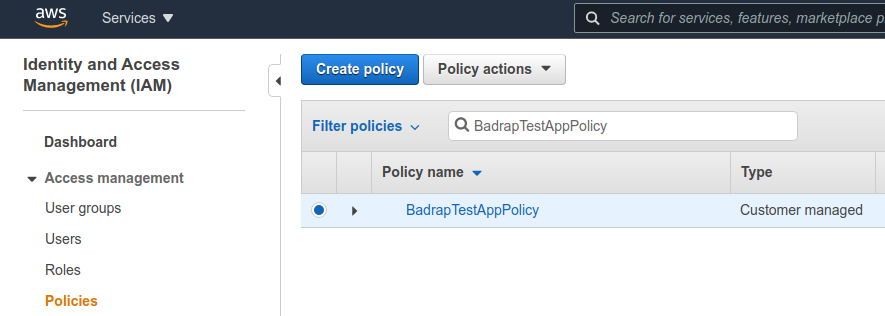 aws
Services
Search for services, features, marketplace p
Identity and Access
Management (IAM)
Create policy
Policy actions
Filter policies
BadrapTestAppPolicy
Dashboard
Policy name
Type
Access management
BadrapTestAppPolicy
Customer managed
User groups
Users
Roles
Policies